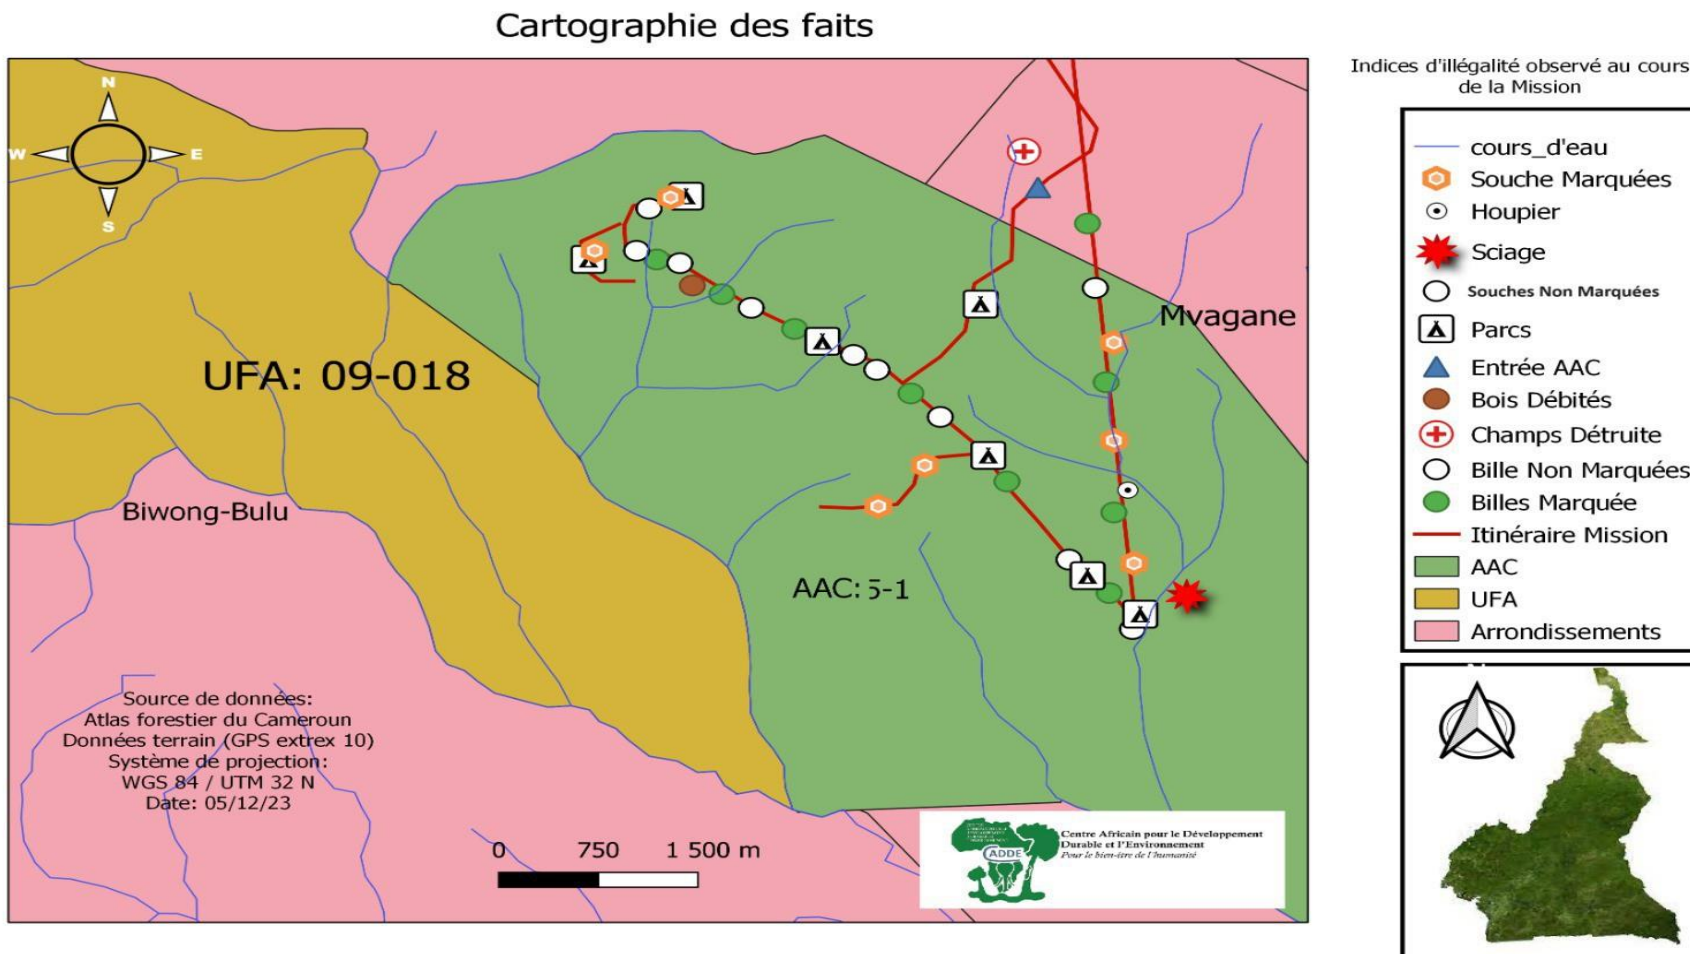 Cartographie des faits
Indices d'illégalité observé au cours
de la Mission
N
W
E
S
UFA: 09-018
Mvagane
Biwong-Bulu
AAC: 5-1
Source de données:
Atlas forestier du Cameroun
Données terrain (GPS extrex 10)
Système de projection:
WGS 84 / UTM 32 N
Date: 05/12/23
0 750 1 500 m
CADDE
Centre Africain pour le Développement
Durable et l'Environnement
Pour le bien-être de l'humanité
cours_d'eau
Souche Marquées
Houpier
Sciage
Souches Non Marquées
Parcs
Entrée AAC
Bois Débités
Champs Détruite
Bille Non Marquées
Billes Marquée
Itinéraire Mission
AAC
UFA
Arrondissements